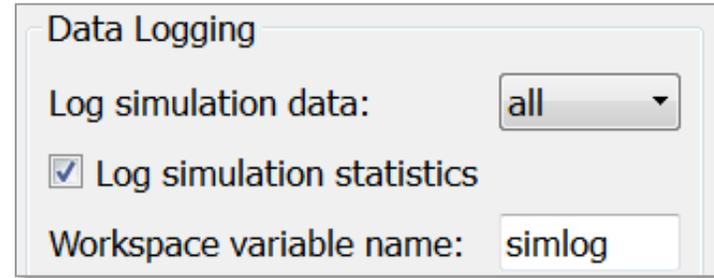 Data Logging
Log simulation data: all
Log simulation statistics
Workspace variable name: simlog